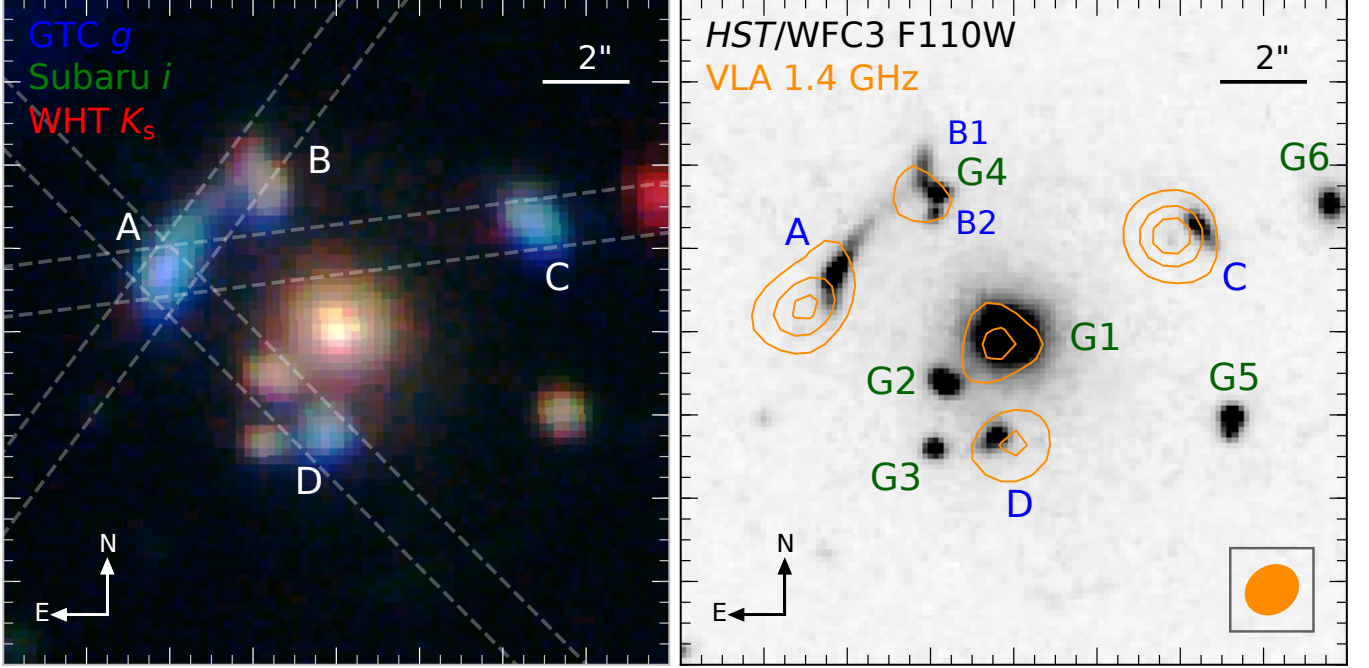 GTC g
Subaru i
WHT Ks
2"
A
B
C
D
N
E
HST/WFC3 F110W
VLA 1.4 GHz
2"
B1
G4
G6
B2
A
C
G1
G2
G5
G3
D
N
E